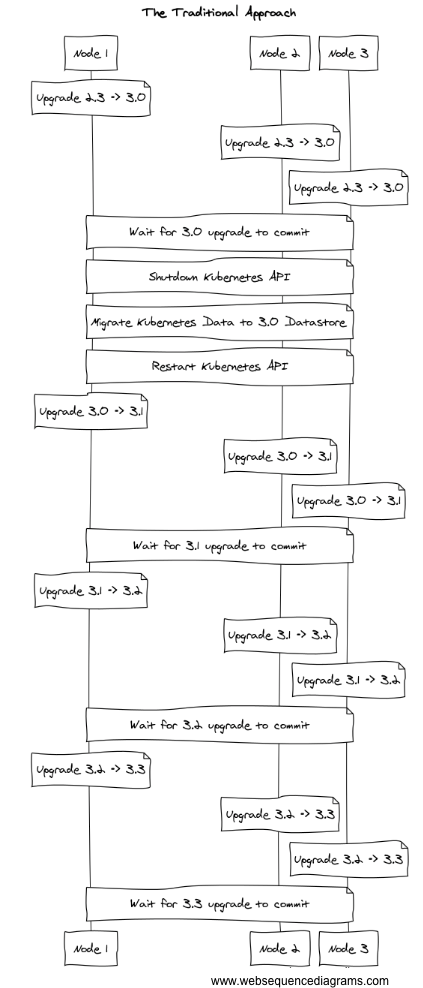 The Traditional Approach
Node 1
Node 2
Node 3
Upgrade 2.3 -> 3.0
Upgrade 2.3 -> 3.0
Upgrade 2.3 -> 3.0
Wait for 3.0 upgrade to commit
Shutdown Kubernetes API
Migrate Kubernetes Data to 3.0 Datastore
Restart Kubernetes API
Upgrade 3.0 -> 3.1
Upgrade 3.0 -> 3.1
Upgrade 3.0 -> 3.1
Wait for 3.1 upgrade to commit
Upgrade 3.1 -> 3.2
Upgrade 3.1 -> 3.2
Upgrade 3.1 -> 3.2
Wait for 3.2 upgrade to commit
Upgrade 3.2 -> 3.3
Upgrade 3.2 -> 3.3
Upgrade 3.2 -> 3.3
Wait for 3.3 upgrade to commit
Node 1
Node 2
Node 3
www.websequencediagrams.com